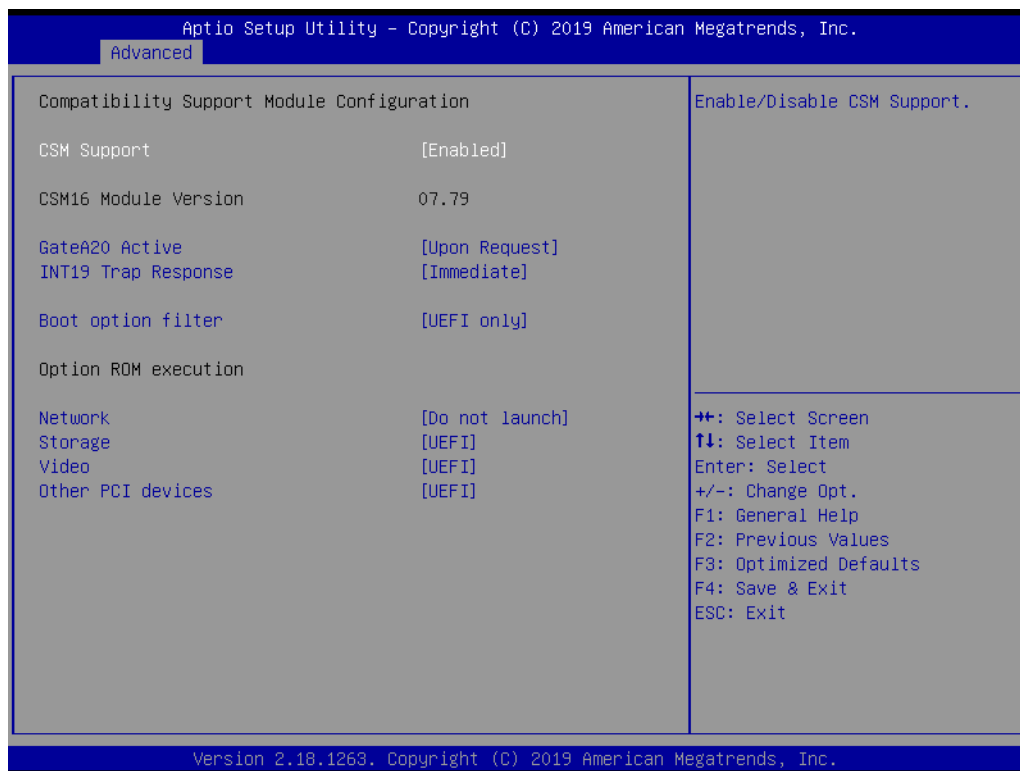 Aptio Setup Utility – Copyright (C) 2019 American Megatrends, Inc.
Advanced
Compatibility Support Module Configuration
CSM Support [Enabled]
CSM16 Module Version 07.79
GateA20 Active [Upon Request]
INT19 Trap Response [Immediate]
Boot option filter [UEFI only]
Option ROM execution
Network [Do not launch]
Storage [UEFI]
Video [UEFI]
Other PCI devices [UEFI]
Enable/Disable CSM Support.
→←: Select Screen
↑↓: Select Item
Enter: Select
+/-: Change Opt.
F1: General Help
F2: Previous Values
F3: Optimized Defaults
F4: Save & Exit
ESC: Exit
Version 2.18.1263. Copyright (C) 2019 American Megatrends, Inc.